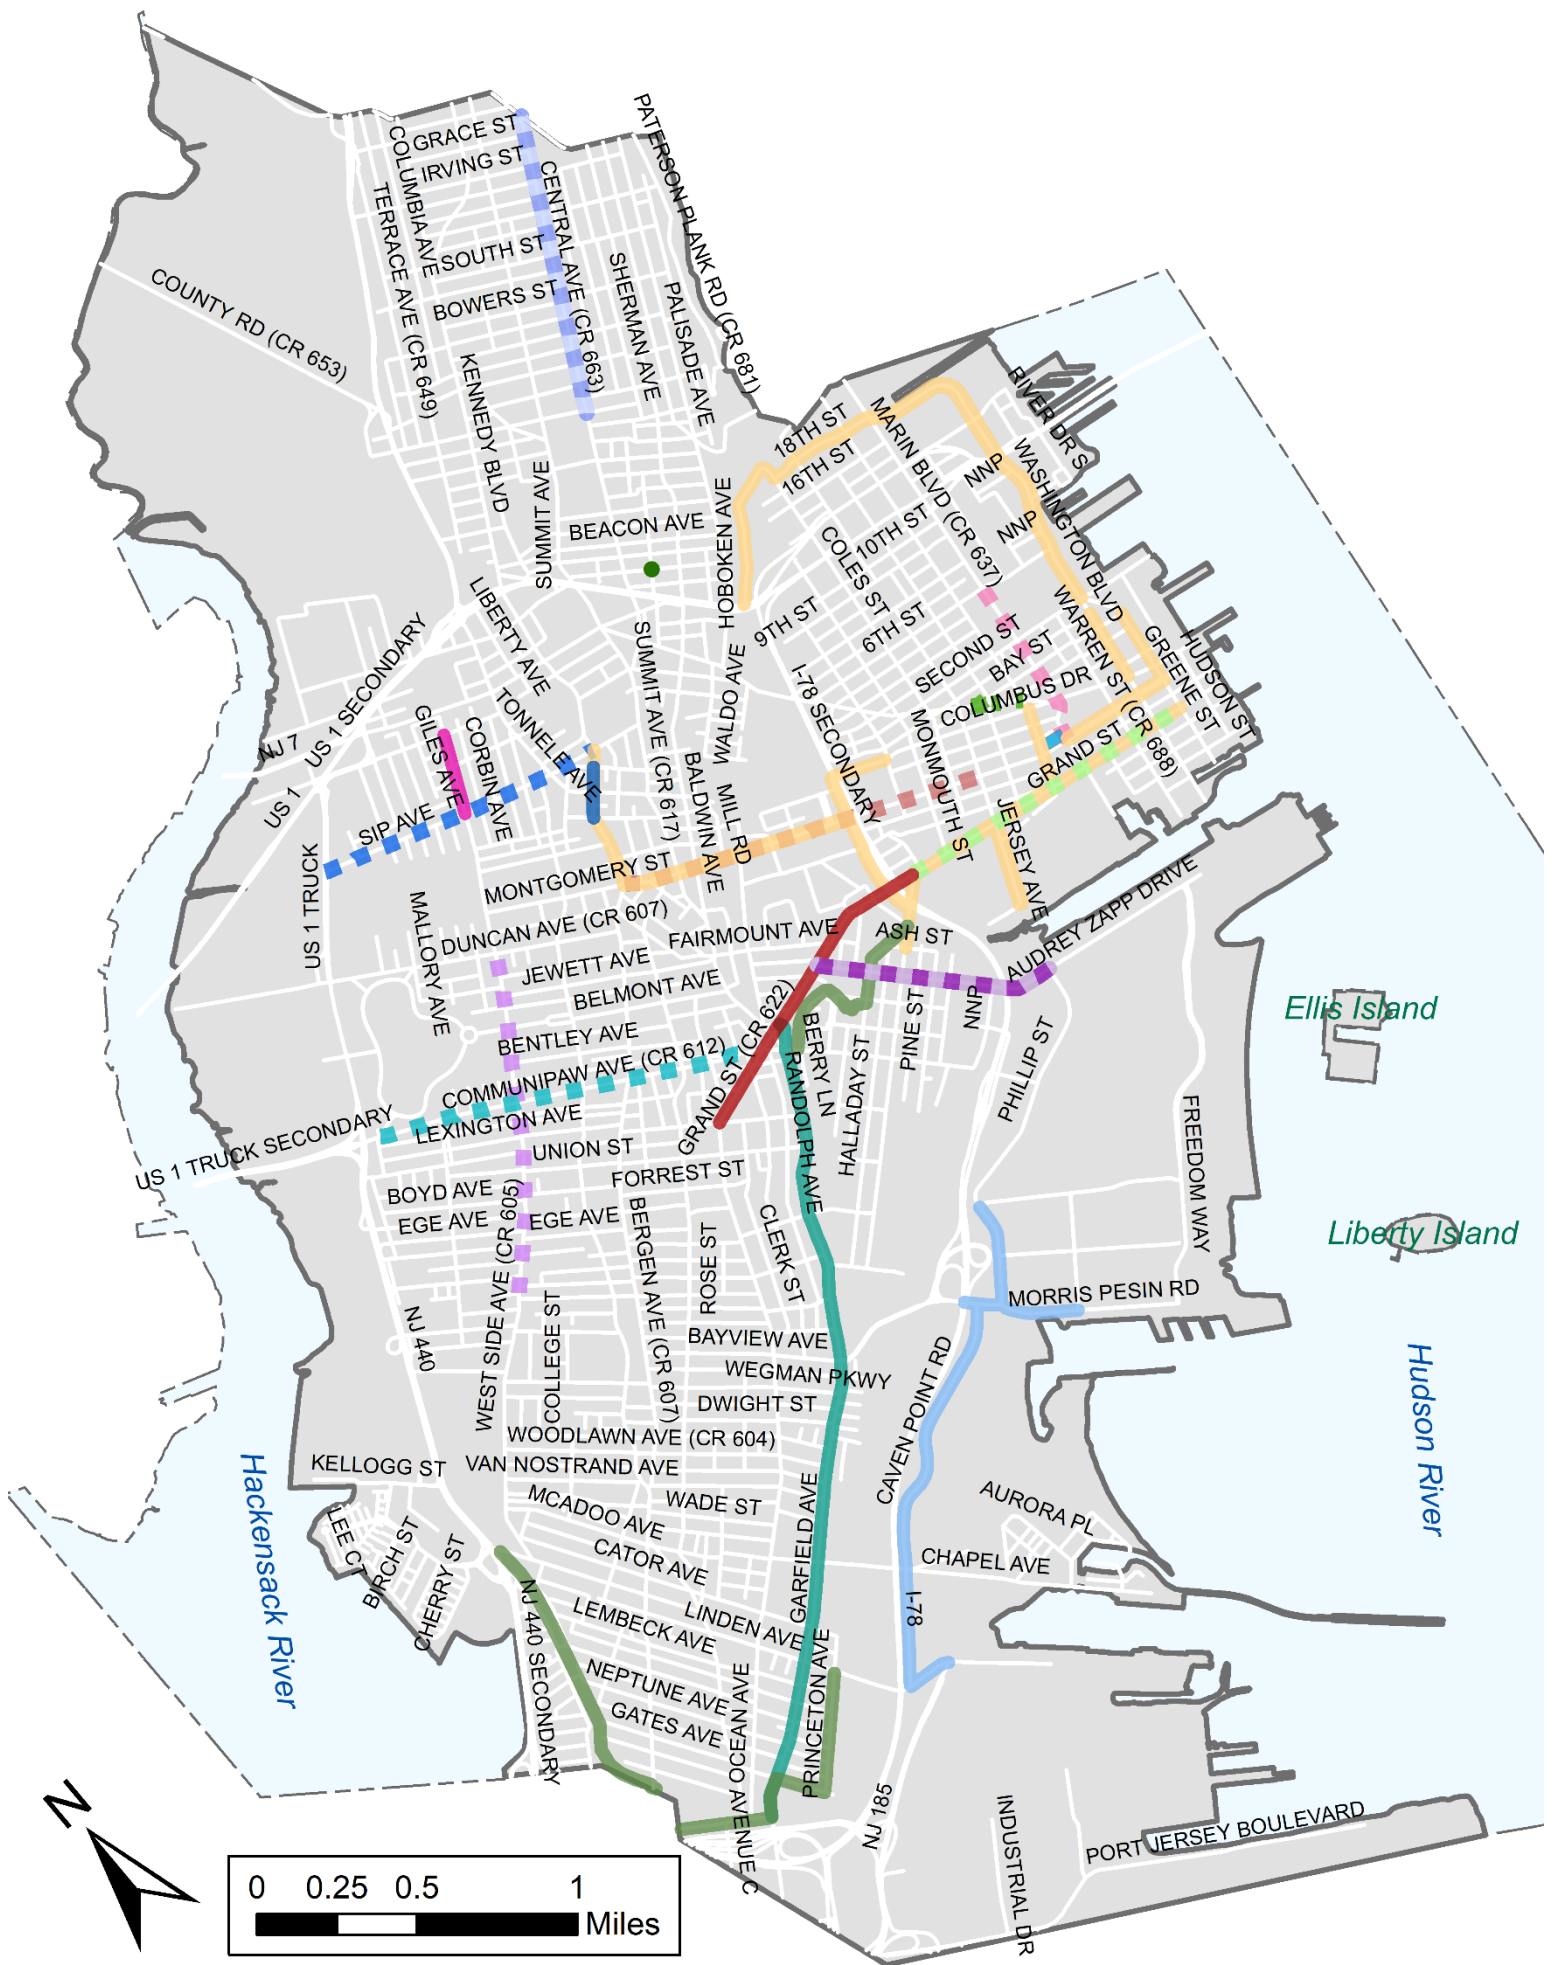 GRACE ST
IRVING ST
COLUMBIA AVE
TERRACE AVE (CR 649)
SOUTH ST
BOWERS ST
CENTRAL AVE (CR 663)
PATERSON PLANK RD (CR 681)
SHERMAN AVE
PALISADE AVE
COUNTY RD (CR 653)
KENNEDY BLVD
SUMMIT AVE
BEACON AVE
HOBOKEN AVE
18TH ST
16TH ST
MARIN BLVD (CR 637)
RIVER DR S
NNP
NNP
WASHINGTON BLVD
10TH ST
COLES ST
9TH ST
6TH ST
SECOND ST
BAY ST
COLUMBUS DR
WARREN ST (CR 688)
GREENE ST
HUDSON ST
LIBERTY AVE
US 1 SECONDARY
NJ 7
US 1
TONNELE AVE
SUMMIT AVE (CR 617)
WALDO AVE
I-78 SECONDARY
GILES AVE
CORBIN AVE
SIP AVE
BALDWIN AVE
MILL RD
MONMOUTH ST
GRAND ST
JERSEY AVE
US 1 TRUCK
MONTGOMERY ST
MALLORY AVE
DUNCAN AVE (CR 607)
FAIRMOUNT AVE
ASH ST
AUDREY ZAPP DRIVE
JEWETT AVE
BELMONT AVE
BENTLEY AVE
GRAND ST (CR 622)
BERRY LN
PINE ST
NNP
PHILLIP ST
Ellis Island
COMMUNIPAW AVE (CR 612)
LEXINGTON AVE
US 1 TRUCK SECONDARY
RANDOLPH AVE
HALLADAY ST
FREEDOM WAY
UNION ST
FORREST ST
BOYD AVE
EGE AVE
EGE AVE
Liberty Island
WEST SIDE AVE (CR 605)
BERGEN AVE (CR 607)
ROSE ST
CLERK ST
MORRIS PESIN RD
NJ 440
COLLEGE ST
BAYVIEW AVE
WEGMAN PKWY
DWIGHT ST
CAVEN POINT RD
Hudson River
WOODLAWN AVE (CR 604)
KELLOGG ST
VAN NOSTRAND AVE
Hackensack River
WADE ST
MCADOO AVE
CATOR AVE
GARFIELD AVE
AURORA PL
CHAPEL AVE
I-78
LEE CT
BIRCH ST
CHERRY ST
NJ 440 SECONDARY
LEMBECK AVE
LINDEN AVE
NEPTUNE AVE
GATES AVE
OCEAN AVE
AVENUE C
PRINCETON AVE
NJ 185
INDUSTRIAL DR
PORT JERSEY BOULEVARD
N
0 0.25 0.5 1
Miles